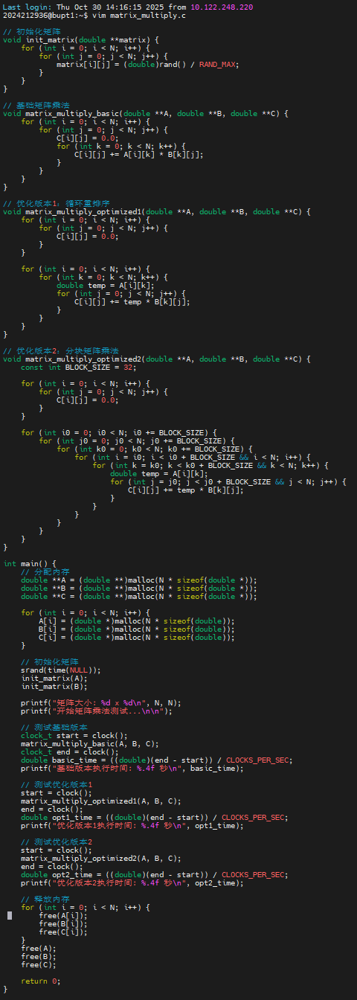 Last login: Thu Oct 30 14:16:15 2025 from 10.122.248.220
2024212936@bupt1:~$ vim matrix_multiply.c

// 初始化矩阵
void init_matrix(double **matrix) {
    for (int i = 0; i < N; i++) {
        for (int j = 0; j < N; j++) {
            matrix[i][j] = (double)rand() / RAND_MAX;
        }
    }
}

// 基础矩阵乘法
void matrix_multiply_basic(double **A, double **B, double **C) {
    for (int i = 0; i < N; i++) {
        for (int j = 0; j < N; j++) {
            C[i][j] = 0.0;
            for (int k = 0; k < N; k++) {
                C[i][j] += A[i][k] * B[k][j];
            }
        }
    }
}

// 优化版本1：循环重排序
void matrix_multiply_optimized1(double **A, double **B, double **C) {
    for (int i = 0; i < N; i++) {
        for (int j = 0; j < N; j++) {
            C[i][j] = 0.0;
        }
    }

    for (int i = 0; i < N; i++) {
        for (int k = 0; k < N; k++) {
            double temp = A[i][k];
            for (int j = 0; j < N; j++) {
                C[i][j] += temp * B[k][j];
            }
        }
    }
}

// 优化版本2：分块矩阵乘法
void matrix_multiply_optimized2(double **A, double **B, double **C) {
    const int BLOCK_SIZE = 32;

    for (int i = 0; i < N; i++) {
        for (int j = 0; j < N; j++) {
            C[i][j] = 0.0;
        }
    }

    for (int i0 = 0; i0 < N; i0 += BLOCK_SIZE) {
        for (int j0 = 0; j0 < N; j0 += BLOCK_SIZE) {
            for (int k0 = 0; k0 < N; k0 += BLOCK_SIZE) {
                for (int i = i0; i < i0 + BLOCK_SIZE && i < N; i++) {
                    for (int k = k0; k < k0 + BLOCK_SIZE && k < N; k++) {
                        double temp = A[i][k];
                        for (int j = j0; j < j0 + BLOCK_SIZE && j < N; j++) {
                            C[i][j] += temp * B[k][j];
                        }
                    }
                }
            }
        }
    }
}

int main() {
    // 分配内存
    double **A = (double **)malloc(N * sizeof(double *));
    double **B = (double **)malloc(N * sizeof(double *));
    double **C = (double **)malloc(N * sizeof(double *));

    for (int i = 0; i < N; i++) {
        A[i] = (double *)malloc(N * sizeof(double));
        B[i] = (double *)malloc(N * sizeof(double));
        C[i] = (double *)malloc(N * sizeof(double));
    }

    // 初始化矩阵
    srand(time(NULL));
    init_matrix(A);
    init_matrix(B);

    printf("矩阵大小: %d x %d\n", N, N);
    printf("开始矩阵乘法测试...\n\n");

    // 测试基础版本
    clock_t start = clock();
    matrix_multiply_basic(A, B, C);
    clock_t end = clock();
    double basic_time = ((double)(end - start)) / CLOCKS_PER_SEC;
    printf("基础版本执行时间: %.4f 秒\n", basic_time);

    // 测试优化版本1
    start = clock();
    matrix_multiply_optimized1(A, B, C);
    end = clock();
    double opt1_time = ((double)(end - start)) / CLOCKS_PER_SEC;
    printf("优化版本1执行时间: %.4f 秒\n", opt1_time);

    // 测试优化版本2
    start = clock();
    matrix_multiply_optimized2(A, B, C);
    end = clock();
    double opt2_time = ((double)(end - start)) / CLOCKS_PER_SEC;
    printf("优化版本2执行时间: %.4f 秒\n", opt2_time);

    // 释放内存
    for (int i = 0; i < N; i++) {
        free(A[i]);
        free(B[i]);
        free(C[i]);
    }
    free(A);
    free(B);
    free(C);

    return 0;
}